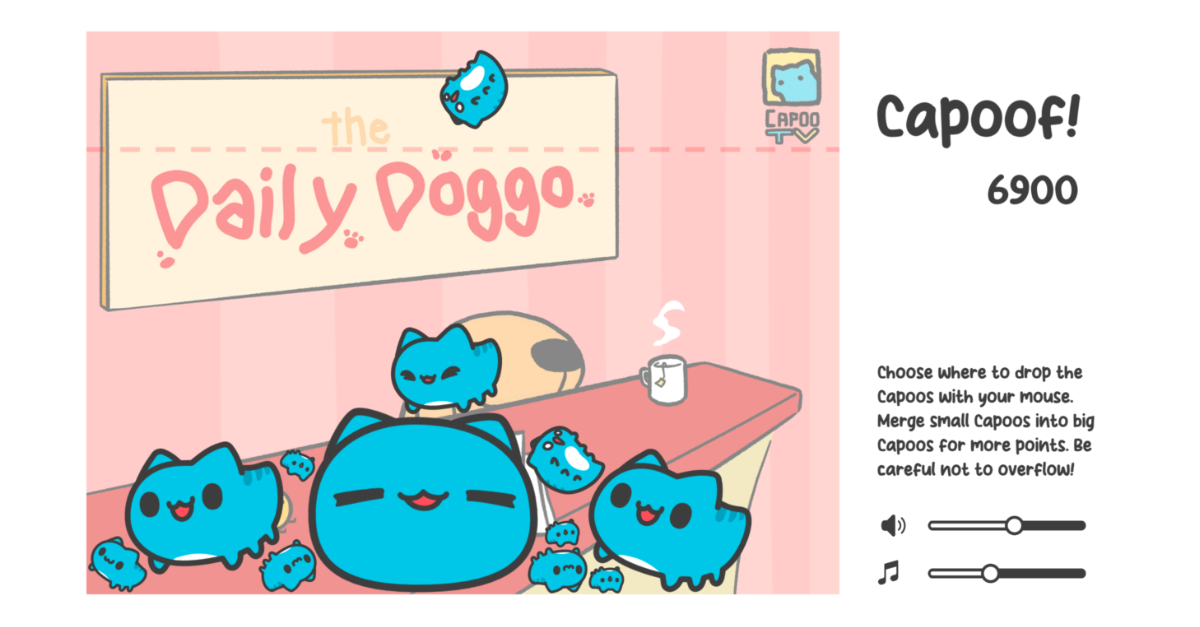 the
Daily Doggo
CAPOO
TV
Capoof!
6900
Choose where to drop the
Capoos with your mouse.
Merge small Capoos into big
Capoos for more points. Be
careful not to overflow!